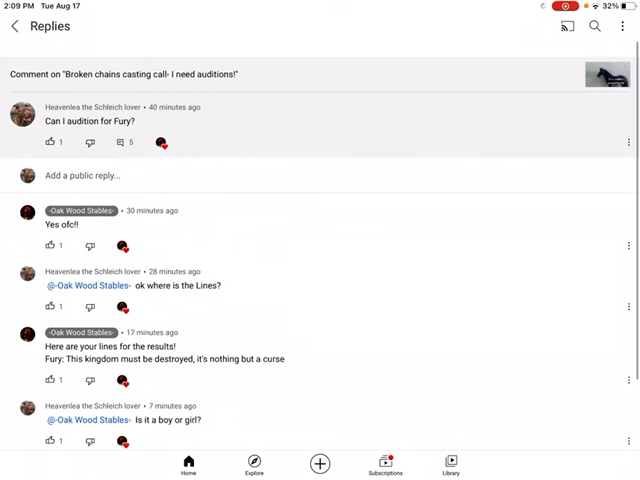 2:09 PM Tue Aug 17
32%
Replies
Comment on "Broken chains casting call- I need auditions!"
Heavenlea the Schleich lover • 40 minutes ago
Can I audition for Fury?
1
5
Add a public reply...
-Oak Wood Stables- • 30 minutes ago
Yes ofc!!
1
Heavenlea the Schleich lover • 28 minutes ago
@-Oak Wood Stables- ok where is the Lines?
1
-Oak Wood Stables- • 17 minutes ago
Here are your lines for the results!
Fury: This kingdom must be destroyed, it's nothing but a curse
1
Heavenlea the Schleich lover • 7 minutes ago
@-Oak Wood Stables- Is it a boy or girl?
1
Home
Explore
Subscriptions
Library